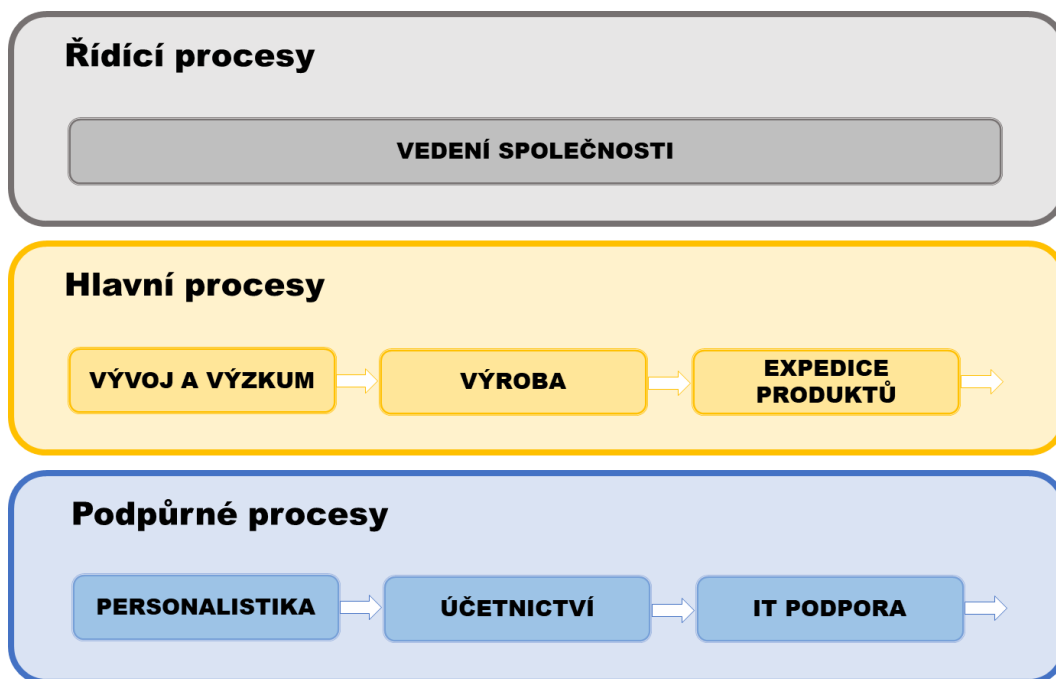 Řídící procesy
VEDENÍ SPOLEČNOSTI
Hlavní procesy
VÝVOJ A VÝZKUM
VÝROBA
EXPEDICE
PRODUKTŮ
Podpůrné procesy
PERSONALISTIKA
ÚČETNICTVÍ
IT PODPORA